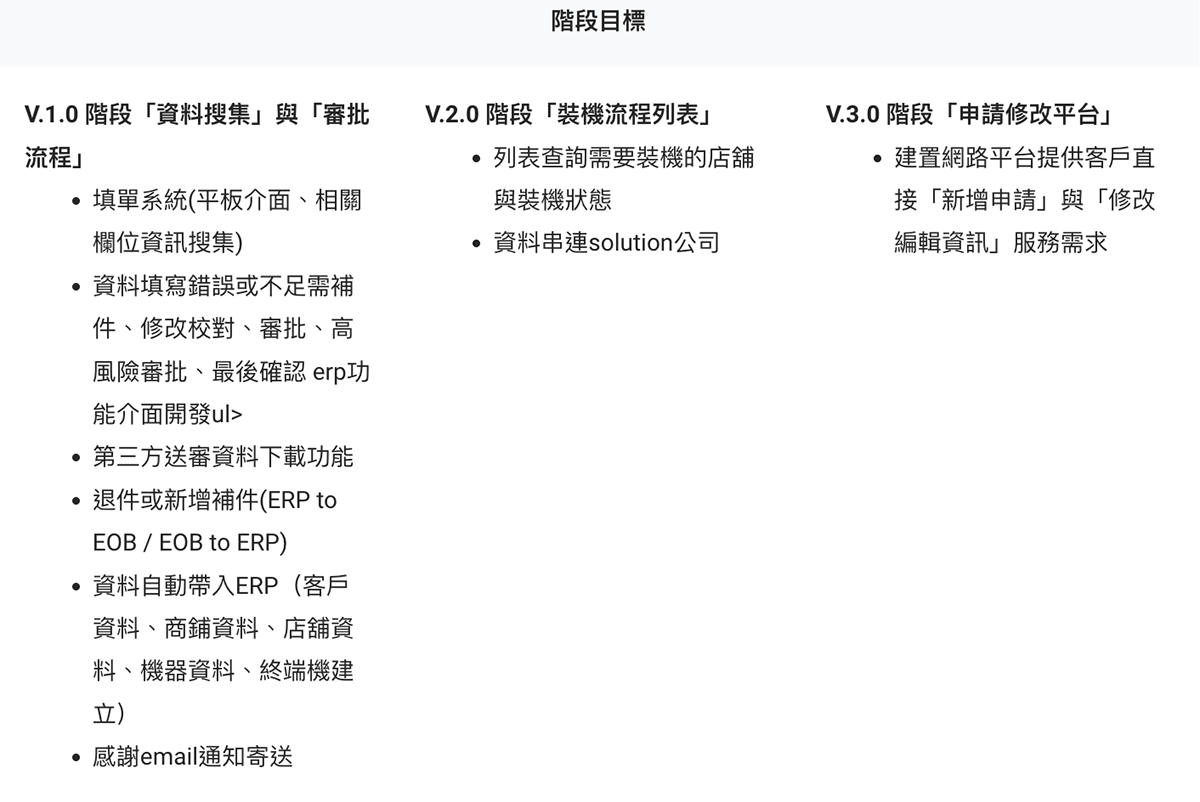 階段目標
V.1.0 階段「資料搜集」與「審批
流程」
填單系統(平板介面、相關
欄位資訊搜集)
資料填寫錯誤或不足需補
件、修改校對、審批、高
風險審批、最後確認 erp功
能介面開發ul>
第三方送審資料下載功能
退件或新增補件(ERP to
EOB / EOB to ERP)
資料自動帶入ERP（客戶
資料、商鋪資料、店舖資
料、機器資料、終端機建
立）
感謝email通知寄送
V.2.0 階段「裝機流程列表」
列表查詢需要裝機的店舖
與裝機狀態
資料串連solution公司
V.3.0 階段「申請修改平台」
建置網路平台提供客戶直
接「新增申請」與「修改
編輯資訊」服務需求